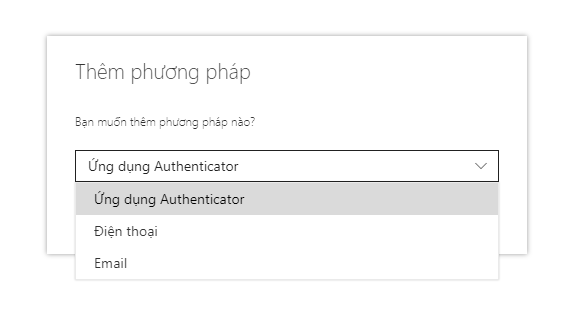 Thêm phương pháp
Bạn muốn thêm phương pháp nào?
Ứng dụng Authenticator
Ứng dụng Authenticator
Điện thoại
Email